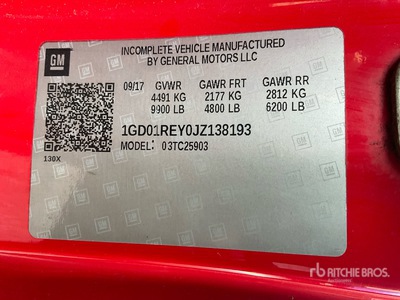 GM
INCOMPLETE VEHICLE MANUFACTURED
BY GENERAL MOTORS LLC
09/17 GVWR GAWR FRT GAWR RR
4491 KG 2177 KG 2812 KG
9900 LB 4800 LB 6200 LB
1GD01REY0JZ138193
MODEL: 03TC25903
130X
rb RITCHIE BROS.
Auctioneers